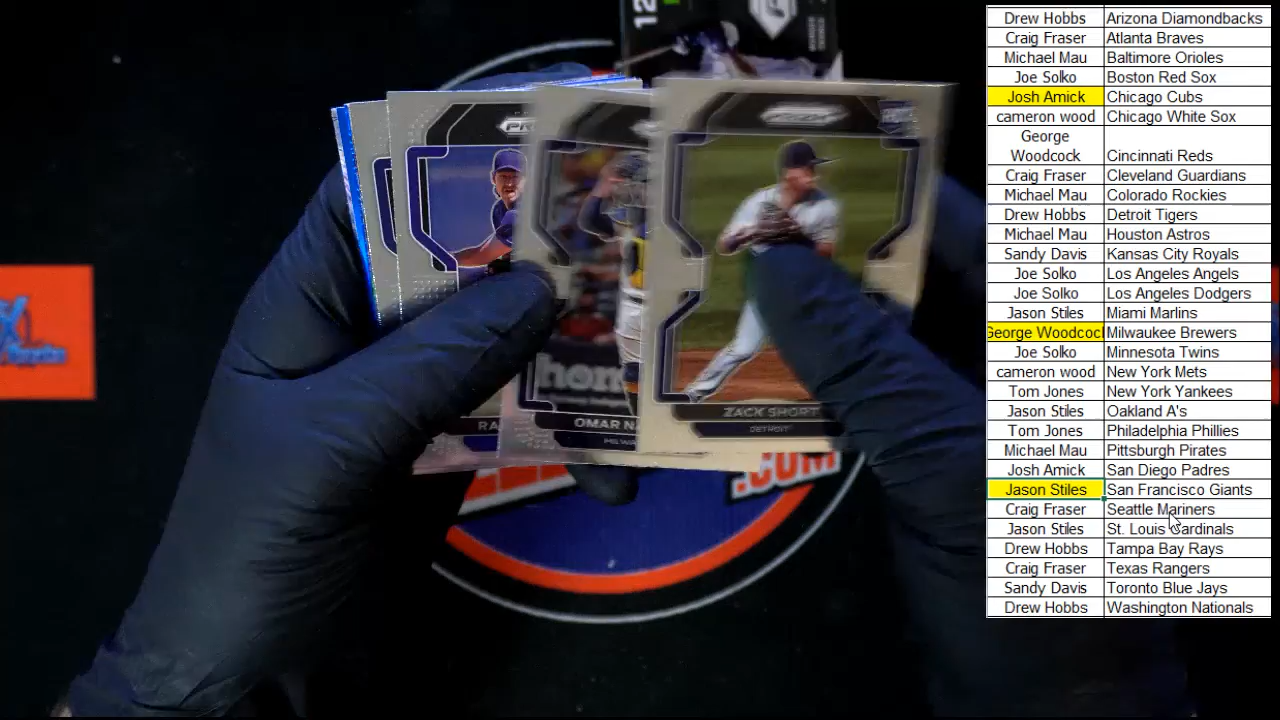 12
PRIZM
RC
hom
RA
OMAR NA
MILWA
ZACK SHORT
DETROIT
.COM
Drew Hobbs Arizona Diamondbacks
Craig Fraser Atlanta Braves
Michael Mau Baltimore Orioles
Joe Solko Boston Red Sox
Josh Amick Chicago Cubs
cameron wood Chicago White Sox
George
Woodcock Cincinnati Reds
Craig Fraser Cleveland Guardians
Michael Mau Colorado Rockies
Drew Hobbs Detroit Tigers
Michael Mau Houston Astros
Sandy Davis Kansas City Royals
Joe Solko Los Angeles Angels
Joe Solko Los Angeles Dodgers
Jason Stiles Miami Marlins
George Woodcock Milwaukee Brewers
Joe Solko Minnesota Twins
cameron wood New York Mets
Tom Jones New York Yankees
Jason Stiles Oakland A's
Tom Jones Philadelphia Phillies
Michael Mau Pittsburgh Pirates
Josh Amick San Diego Padres
Jason Stiles San Francisco Giants
Craig Fraser Seattle Mariners
Jason Stiles St. Louis Cardinals
Drew Hobbs Tampa Bay Rays
Craig Fraser Texas Rangers
Sandy Davis Toronto Blue Jays
Drew Hobbs Washington Nationals